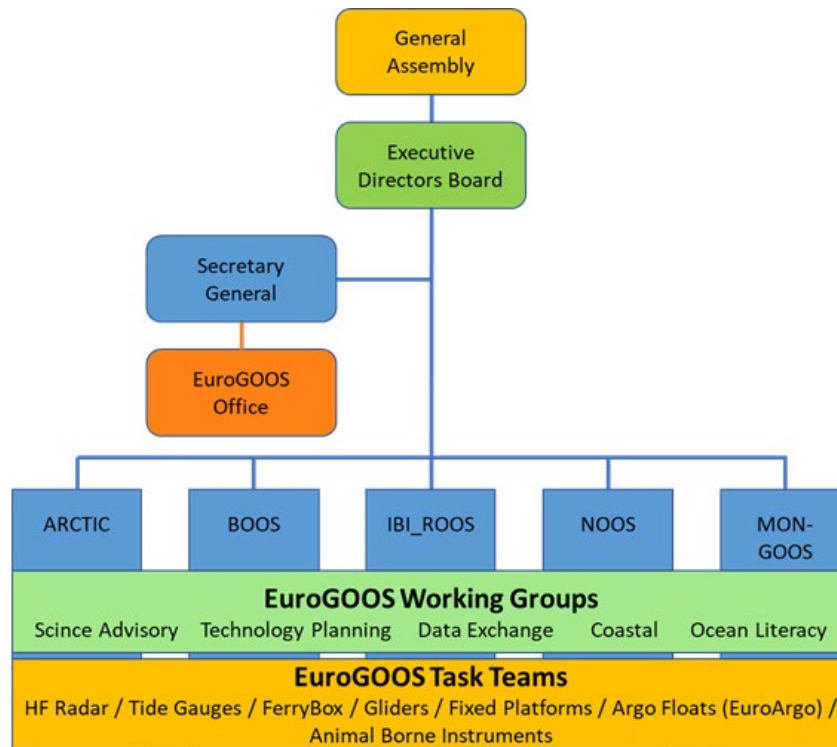 General
Assembly
Executive
Directors Board
Secretary
General
EuroGOOS
Office
ARCTIC
BOOS
IBI_ROOS
NOOS
MON-
GOOS
EuroGOOS Working Groups
Scince Advisory Technology Planning Data Exchange Coastal Ocean Literacy
EuroGOOS Task Teams
HF Radar / Tide Gauges / FerryBox / Gliders / Fixed Platforms / Argo Floats (EuroArgo) /
Animal Borne Instruments